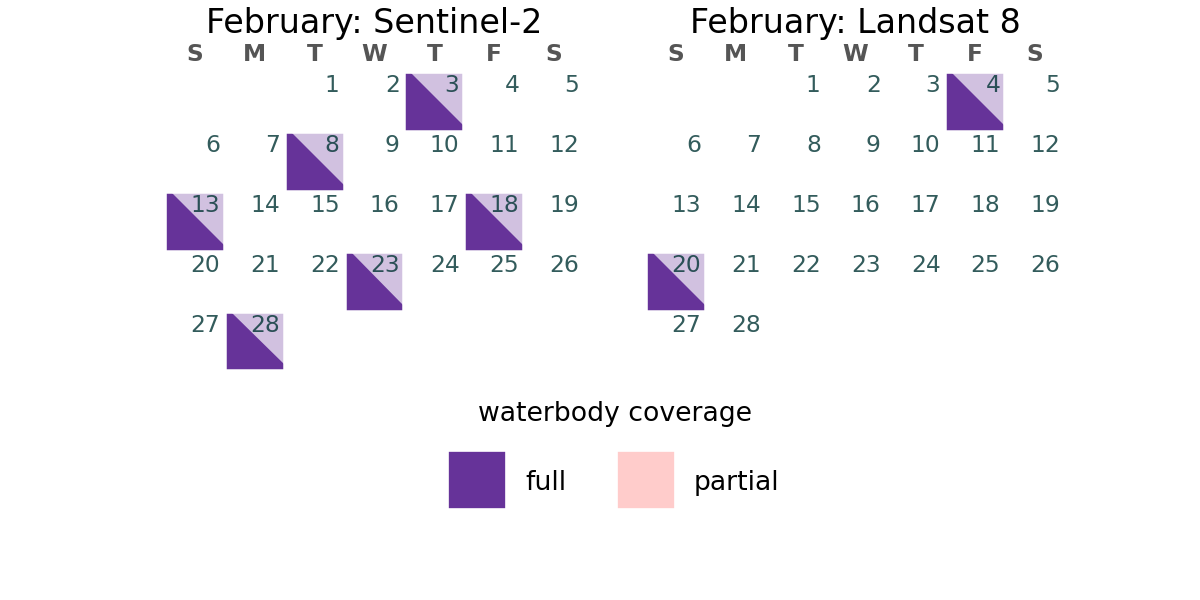 February: Sentinel-2
S M T W T F S
1 2 3 4 5
6 7 8 9 10 11 12
13 14 15 16 17 18 19
20 21 22 23 24 25 26
27 28
February: Landsat 8
S M T W T F S
1 2 3 4 5
6 7 8 9 10 11 12
13 14 15 16 17 18 19
20 21 22 23 24 25 26
27 28
waterbody coverage
full partial